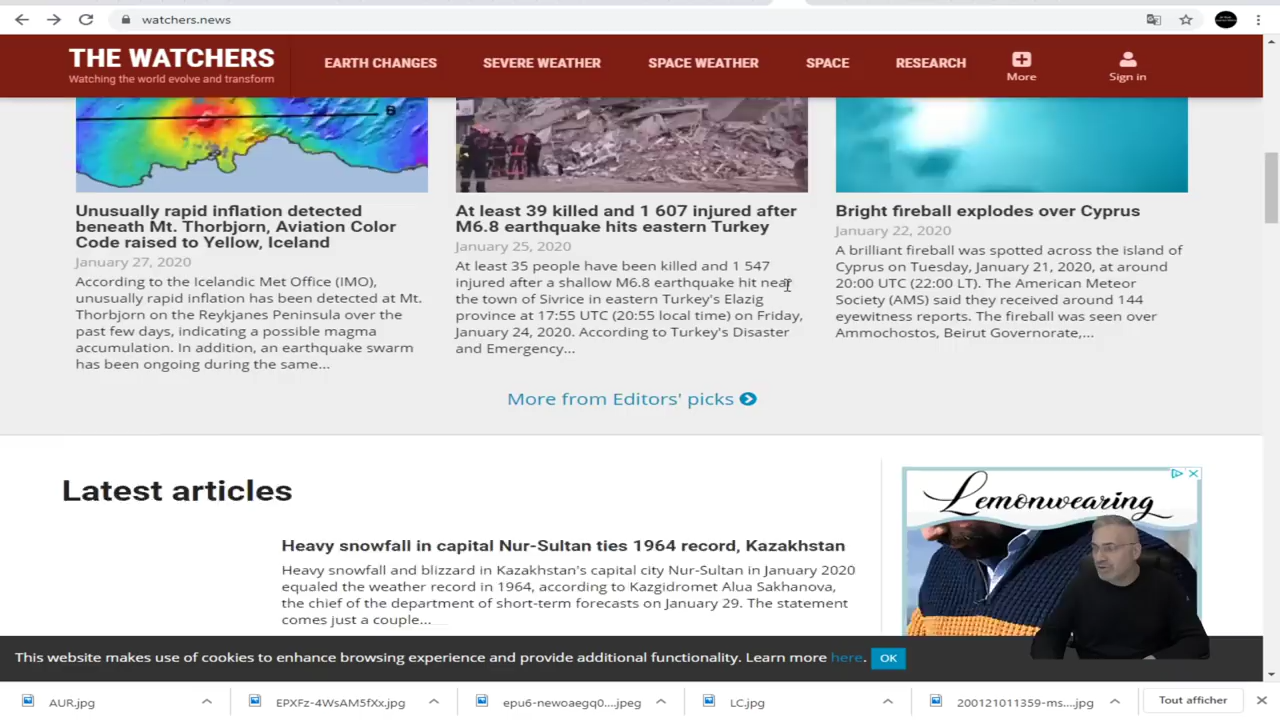 watchers.news
THE WATCHERS
Watching the world evolve and transform
EARTH CHANGES
SEVERE WEATHER
SPACE WEATHER
SPACE
RESEARCH
More
Sign in
B
Unusually rapid inflation detected
beneath Mt. Thorbjorn, Aviation Color
Code raised to Yellow, Iceland
January 27, 2020
According to the Icelandic Met Office (IMO),
unusually rapid inflation has been detected at Mt.
Thorbjorn on the Reykjanes Peninsula over the
past few days, indicating a possible magma
accumulation. In addition, an earthquake swarm
has been ongoing during the same...
At least 39 killed and 1 607 injured after
M6.8 earthquake hits eastern Turkey
January 25, 2020
At least 35 people have been killed and 1 547
injured after a shallow M6.8 earthquake hit near
the town of Sivrice in eastern Turkey's Elazig
province at 17:55 UTC (20:55 local time) on Friday,
January 24, 2020. According to Turkey's Disaster
and Emergency...
Bright fireball explodes over Cyprus
January 22, 2020
A brilliant fireball was spotted across the island of
Cyprus on Tuesday, January 21, 2020, at around
20:00 UTC (22:00 LT). The American Meteor
Society (AMS) said they received around 144
eyewitness reports. The fireball was seen over
Ammochostos, Beirut Governorate,...
More from Editors' picks
Latest articles
Heavy snowfall in capital Nur-Sultan ties 1964 record, Kazakhstan
Heavy snowfall and blizzard in Kazakhstan's capital city Nur-Sultan in January 2020
equaled the weather record in 1964, according to Kazgidromet Alua Sakhanova,
the chief of the department of short-term forecasts on January 29. The statement
comes just a couple...
Lemonwearing
This website makes use of cookies to enhance browsing experience and provide additional functionality. Learn more here.
OK
AUR.jpg
EPXFz-4WsAM5fXx.jpg
epu6-newoaegq0....jpeg
LC.jpg
200121011359-ms....jpg
Tout afficher